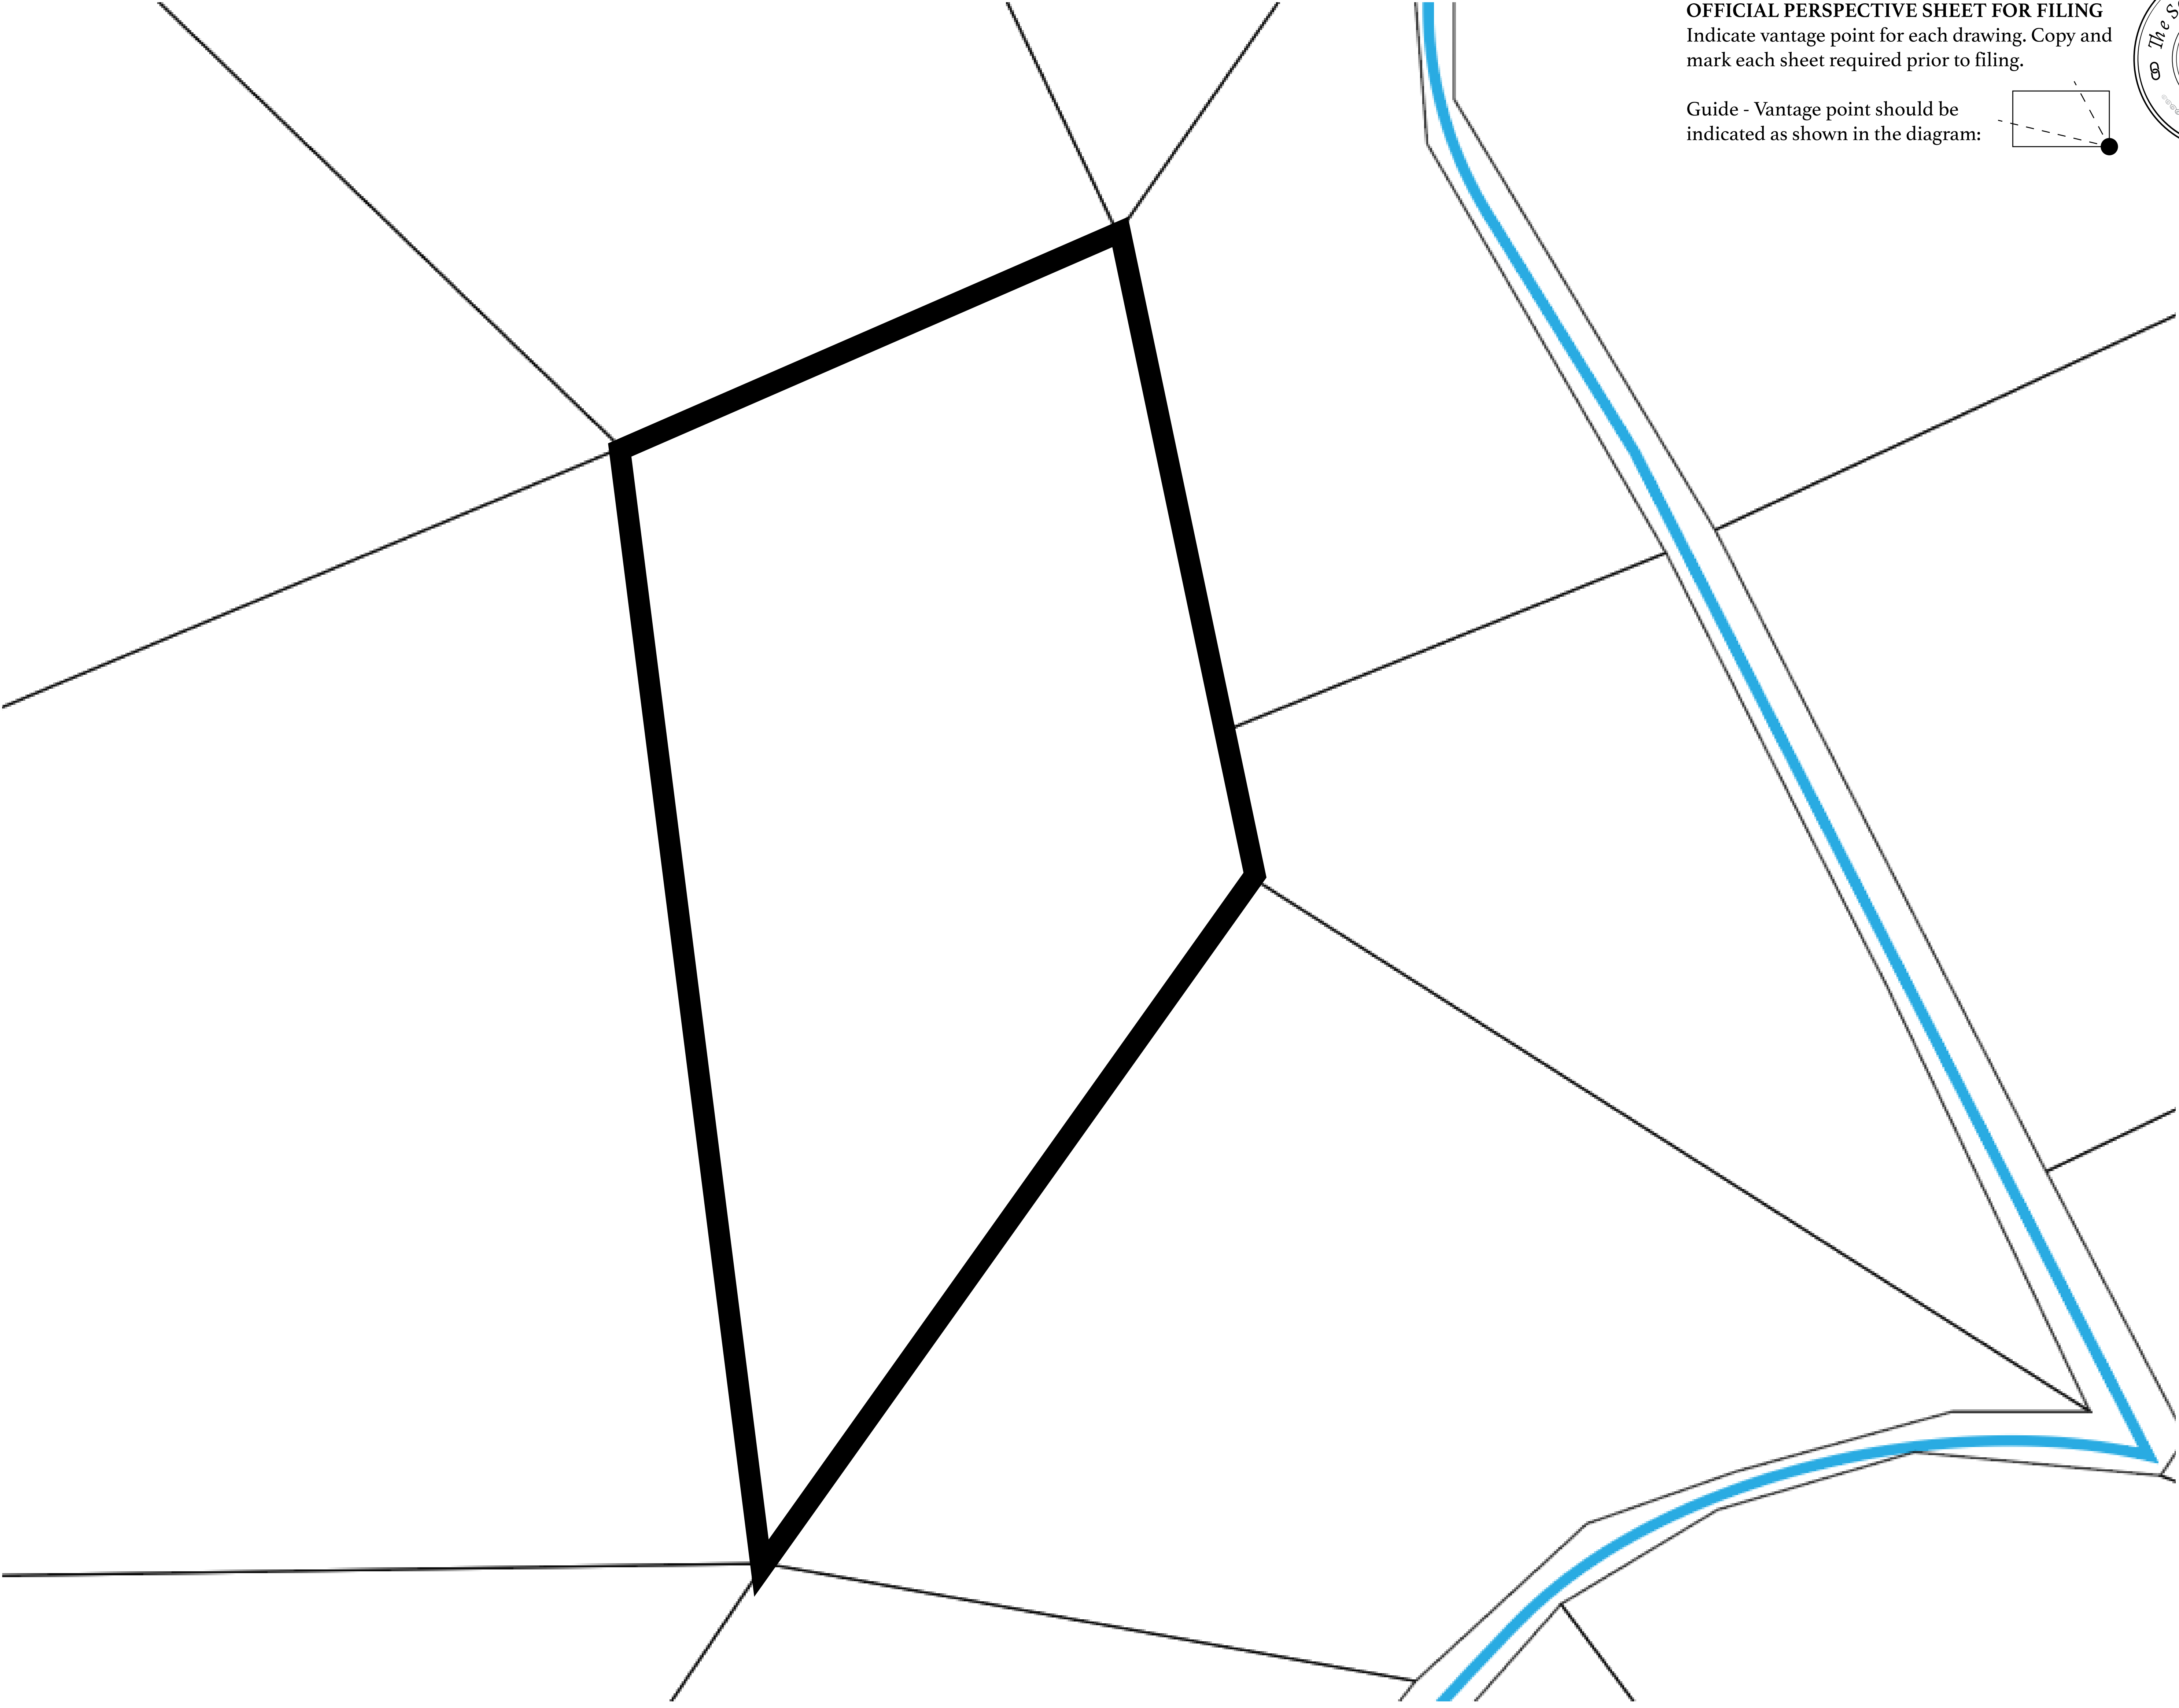 OFFICIAL PERSPECTIVE SHEET FOR FILING
Indicate vantage point for each drawing. Copy and
mark each sheet required prior to filing.
Guide - Vantage point should be
indicated as shown in the diagram:
The